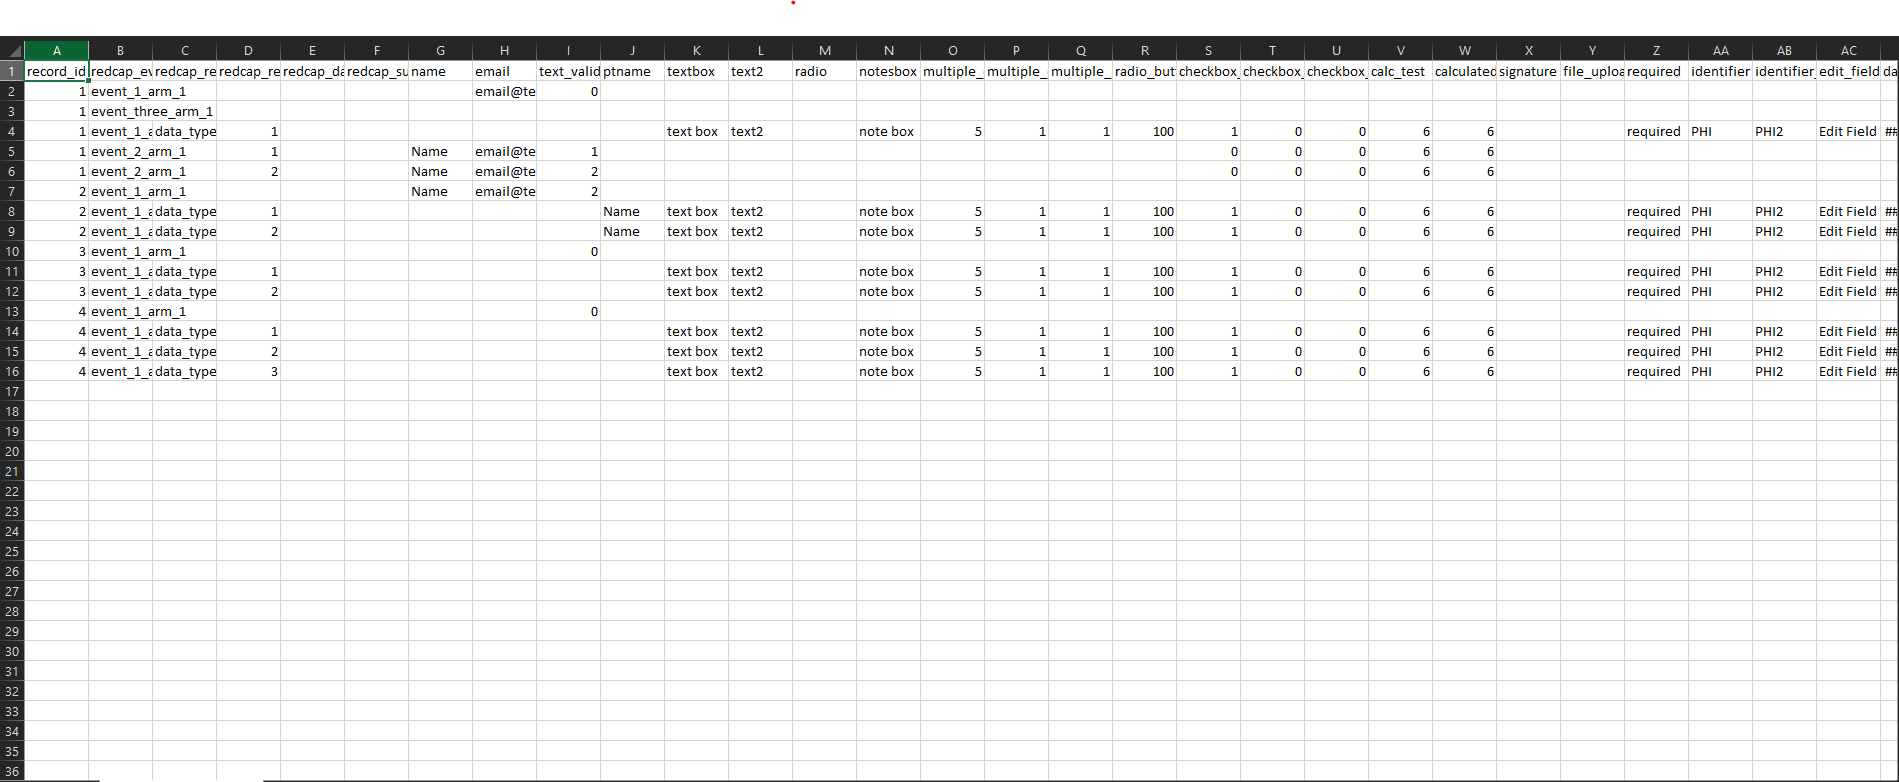 A B C D E F G H I J K L M N O P Q R S T U V W X Y Z AA AB AC
1 record_id redcap_ev redcap_re redcap_re redcap_da redcap_su name email text_valid ptname textbox text2 radio notesbox multiple_ multiple_ multiple_ radio_but checkbox_ checkbox_ checkbox_ calc_test calculated signature file_uploa required identifier identifier_ edit_field da
2 1 event_1_arm_1 email@te 0
3 1 event_three_arm_1
4 1 event_1_a data_type 1 text box text2 note box 5 1 1 100 1 0 0 6 6 required PHI PHI2 Edit Field ##
5 1 event_2_arm_1 1 Name email@te 1 0 0 0 6 6
6 1 event_2_arm_1 2 Name email@te 2 0 0 0 6 6
7 2 event_1_arm_1 Name email@te 2
8 2 event_1_a data_type 1 Name text box text2 note box 5 1 1 100 1 0 0 6 6 required PHI PHI2 Edit Field ##
9 2 event_1_a data_type 2 Name text box text2 note box 5 1 1 100 1 0 0 6 6 required PHI PHI2 Edit Field ##
10 3 event_1_arm_1 0
11 3 event_1_a data_type 1 text box text2 note box 5 1 1 100 1 0 0 6 6 required PHI PHI2 Edit Field ##
12 3 event_1_a data_type 2 text box text2 note box 5 1 1 100 1 0 0 6 6 required PHI PHI2 Edit Field ##
13 4 event_1_arm_1 0
14 4 event_1_a data_type 1 text box text2 note box 5 1 1 100 1 0 0 6 6 required PHI PHI2 Edit Field ##
15 4 event_1_a data_type 2 text box text2 note box 5 1 1 100 1 0 0 6 6 required PHI PHI2 Edit Field ##
16 4 event_1_a data_type 3 text box text2 note box 5 1 1 100 1 0 0 6 6 required PHI PHI2 Edit Field ##
17
18
19
20
21
22
23
24
25
26
27
28
29
30
31
32
33
34
35
36